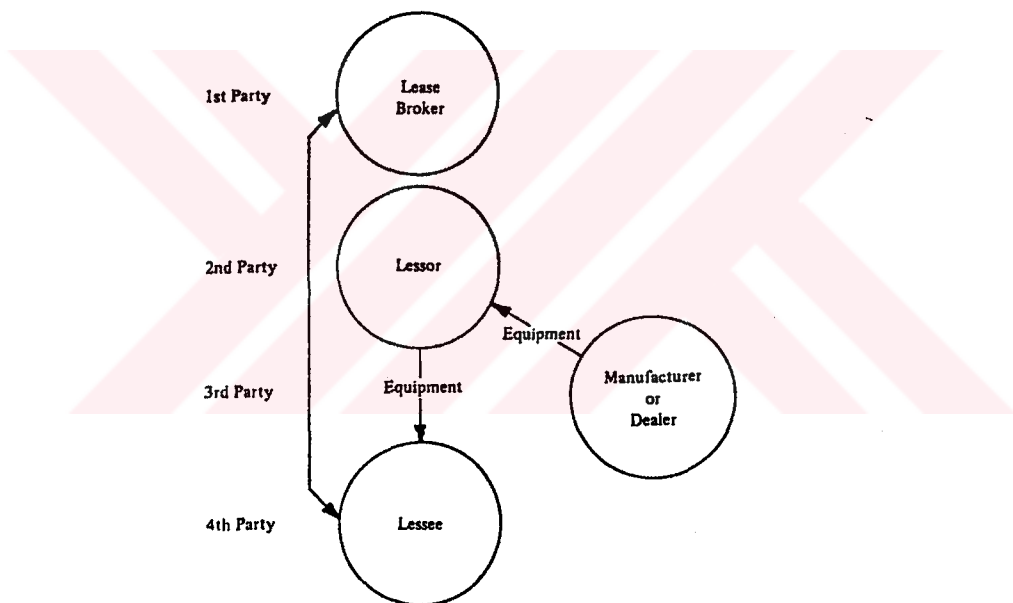 1st Party
Lease
Broker
2nd Party
Lessor
Equipment
3rd Party
Equipment
Manufacturer
or
Dealer
4th Party
Lessee